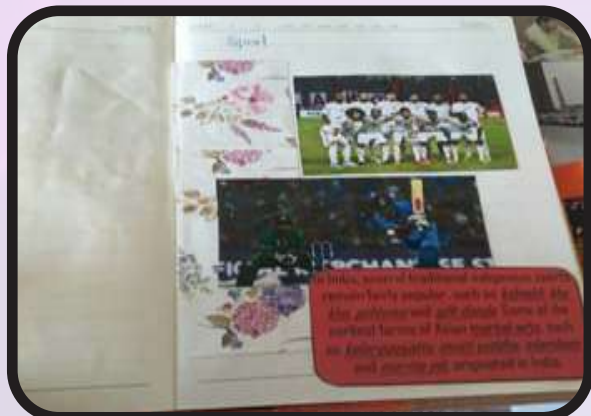 Sport
In India, several traditional indigenous sports
remain fairly popular, such as kabaddi, kho
kho, pehlwani and gilli-danda. Some of the
earliest forms of Asian martial arts, such
as kalarippayattu, musti yuddha, silambam
and marma adi, originated in India.